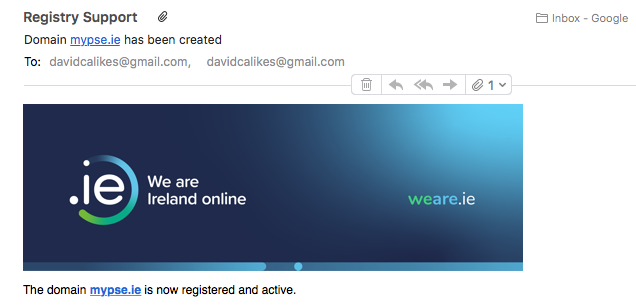 Registry Support
Inbox - Google
Domain mypse.ie has been created
To: davidcalikes@gmail.com, davidcalikes@gmail.com
1
.ie
We are
Ireland online
weare.ie
The domain mypse.ie is now registered and active.